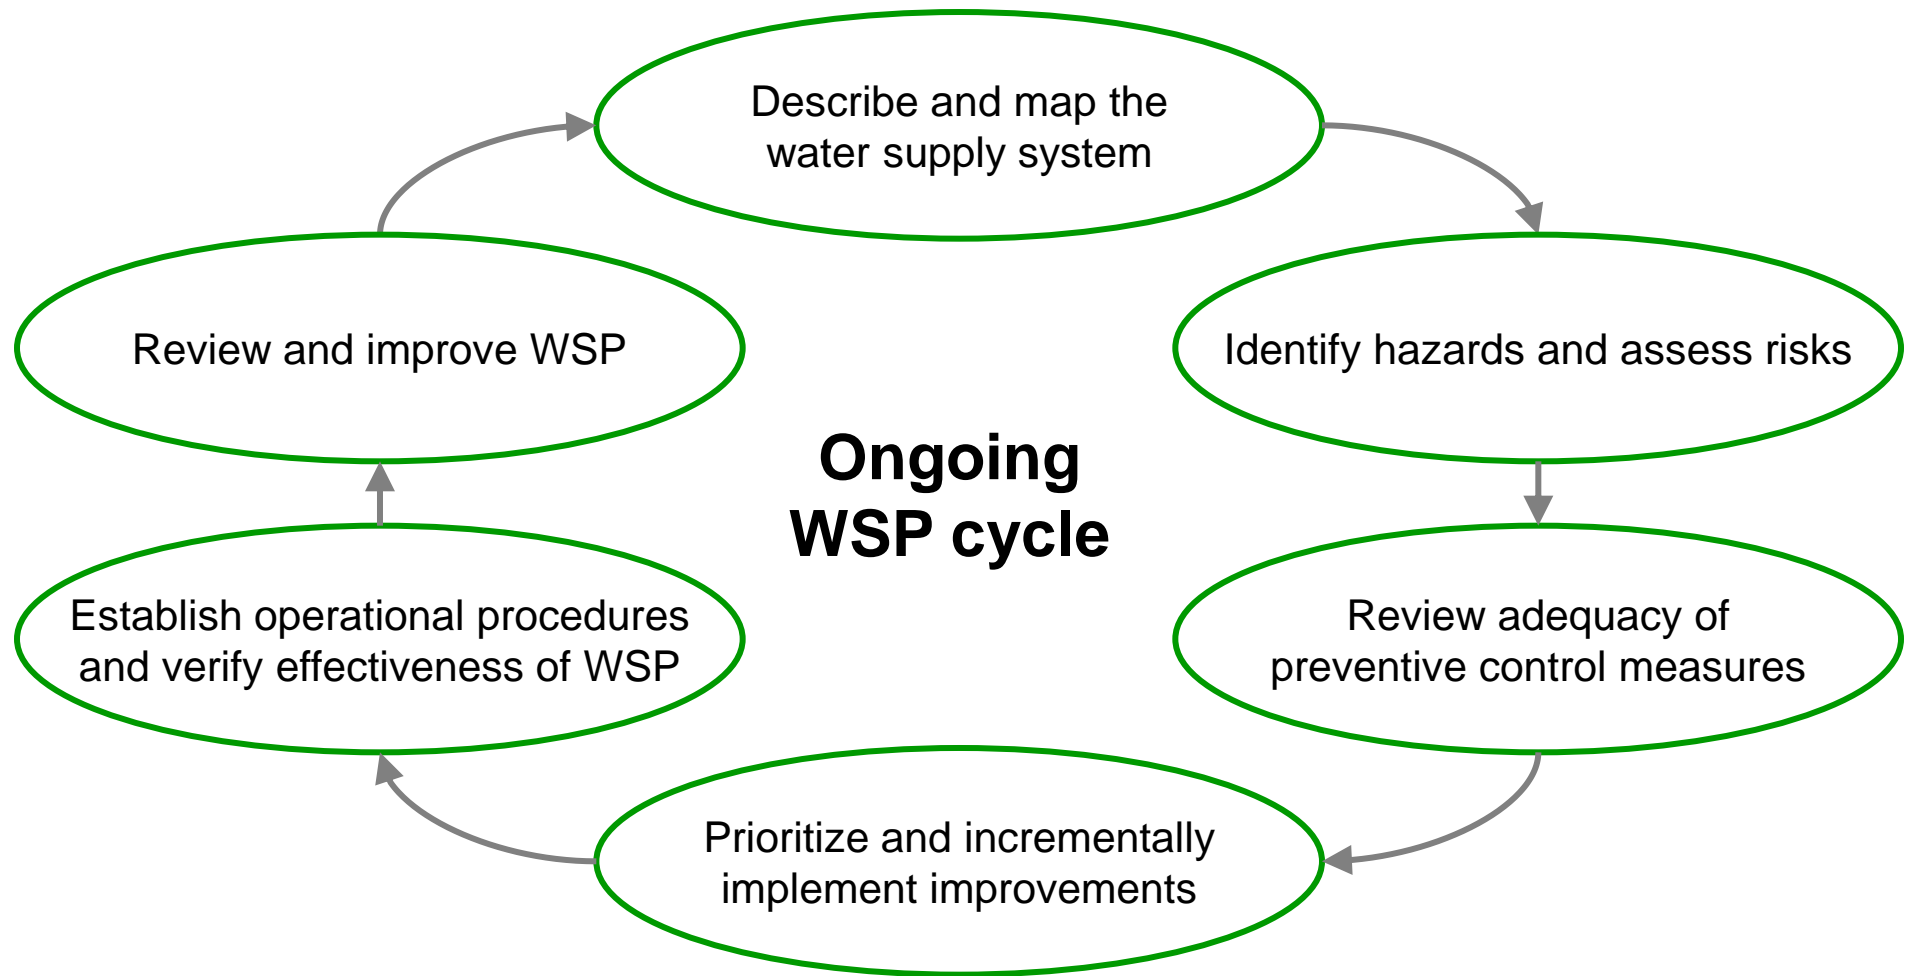 Describe and map the
water supply system
Identify hazards and assess risks
Review adequacy of
preventive control measures
Prioritize and incrementally
implement improvements
Establish operational procedures
and verify effectiveness of WSP
Review and improve WSP
Ongoing
WSP cycle